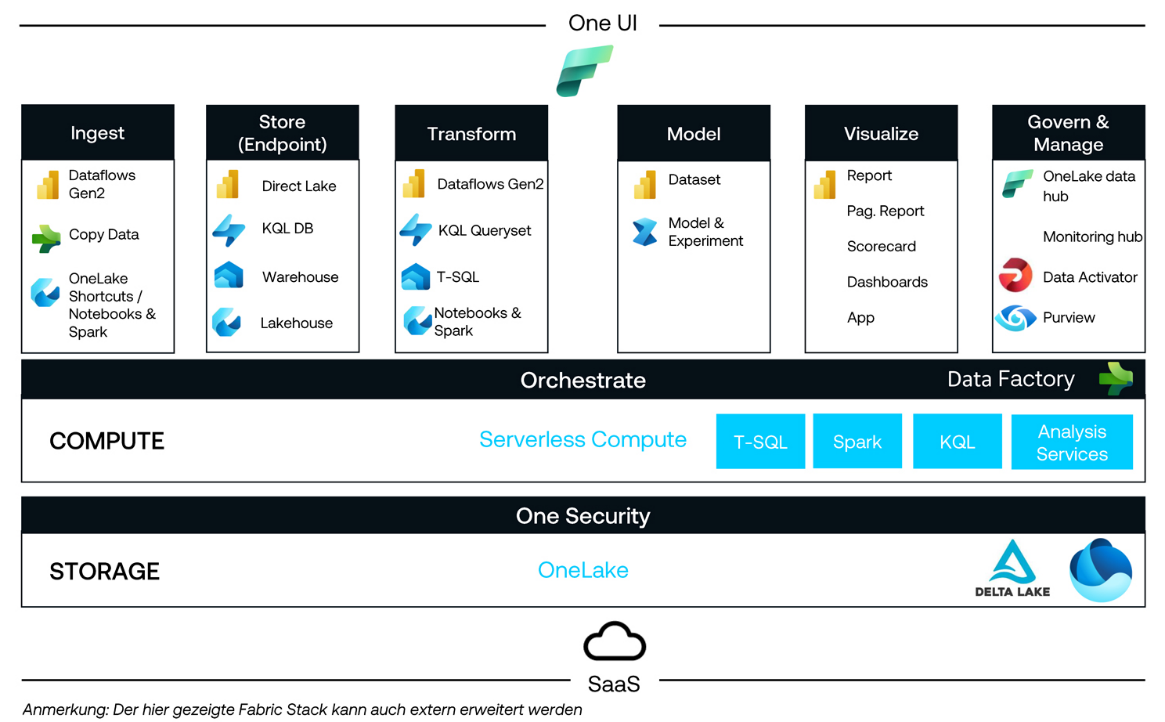 One UI
Ingest
Dataflows
Gen2
Copy Data
OneLake
Shortcuts /
Notebooks &
Spark
Store
(Endpoint)
Direct Lake
KQL DB
Warehouse
Lakehouse
Transform
Dataflows Gen2
KQL Queryset
T-SQL
Notebooks &
Spark
Model
Dataset
Model &
Experiment
Visualize
Report
Pag. Report
Scorecard
Dashboards
App
Govern &
Manage
OneLake data
hub
Monitoring hub
Data Activator
Purview
Orchestrate
Data Factory
COMPUTE
Serverless Compute
T-SQL
Spark
KQL
Analysis
Services
One Security
STORAGE
OneLake
DELTA LAKE
SaaS
Anmerkung: Der hier gezeigte Fabric Stack kann auch extern erweitert werden